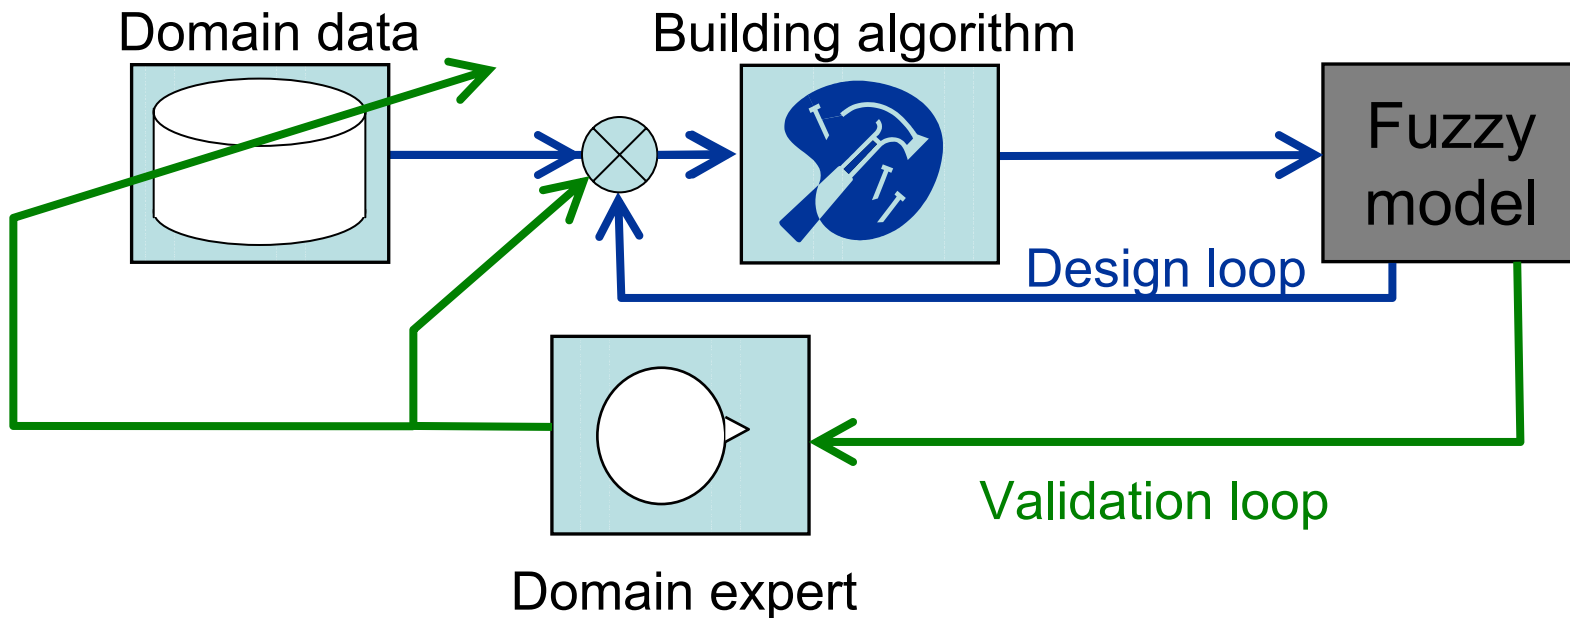 Domain data
Building algorithm
Fuzzy
model
Design loop
Validation loop
Domain expert